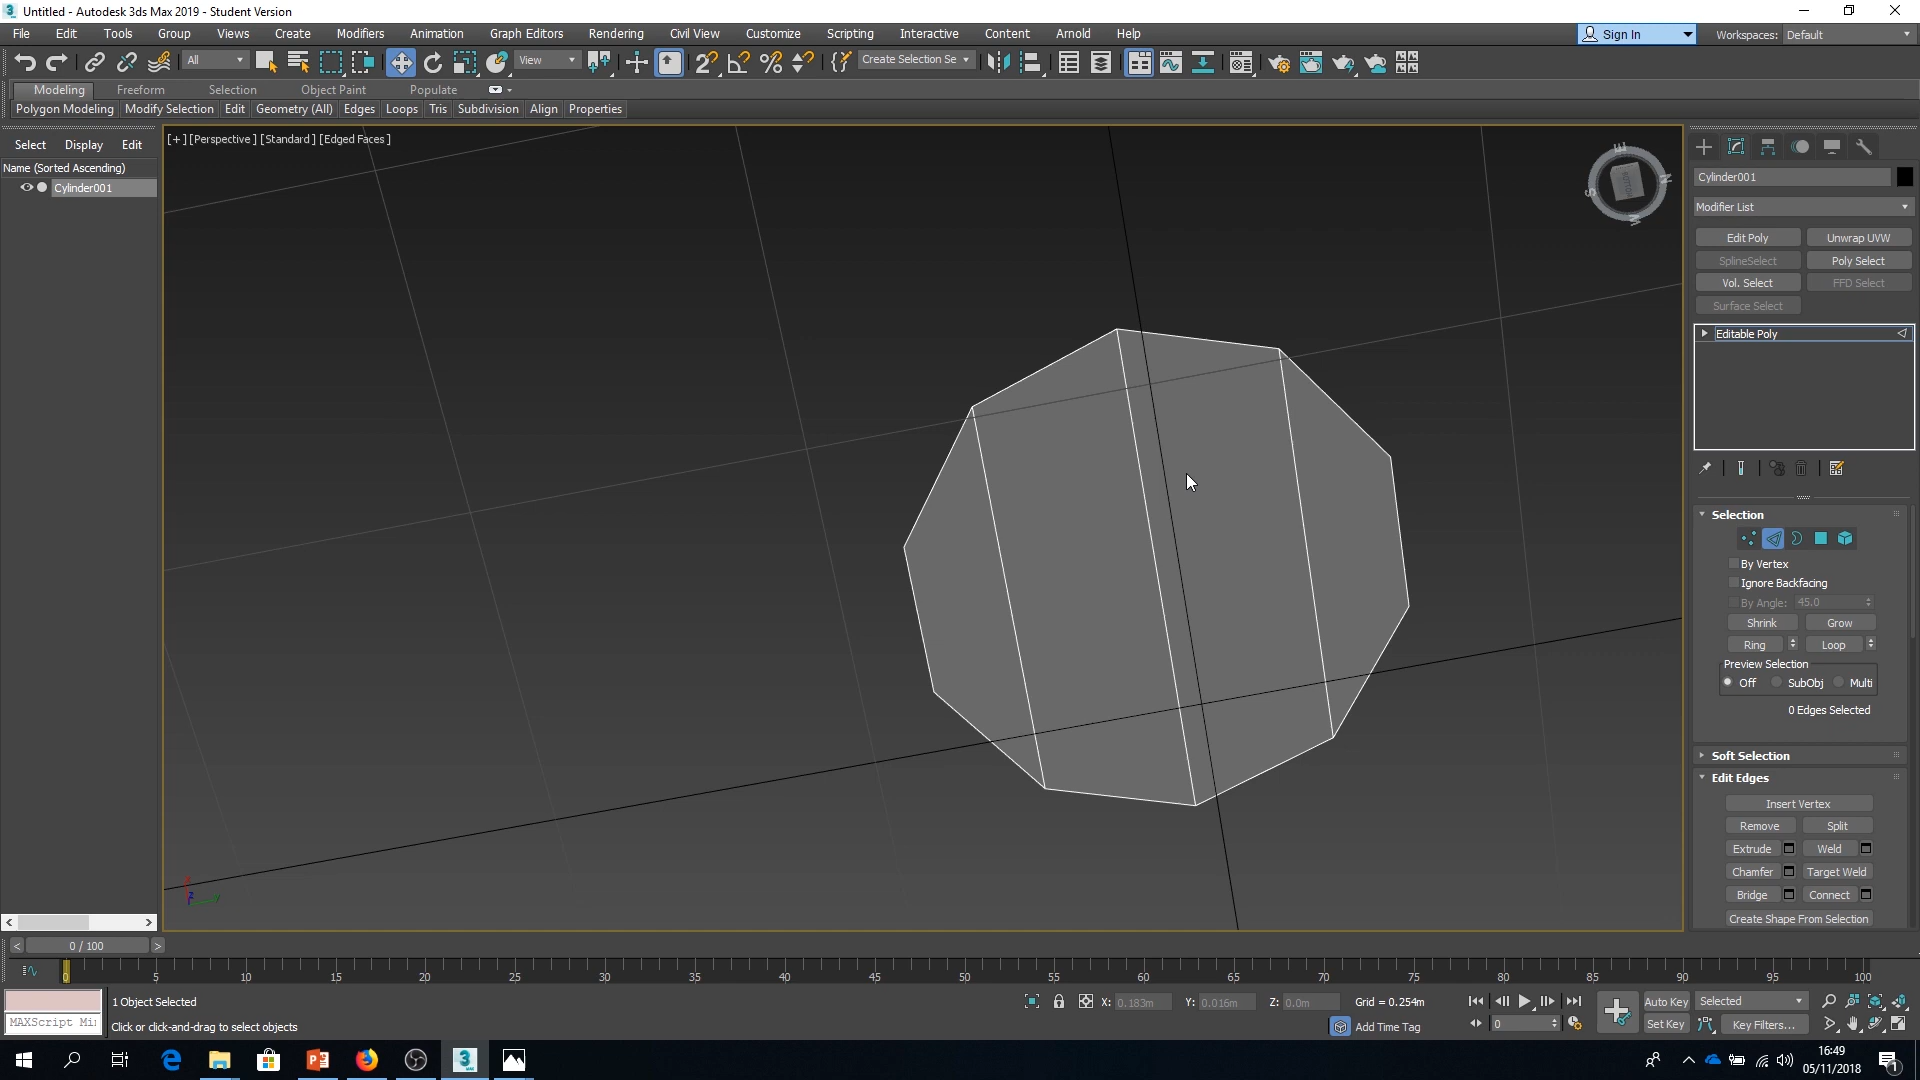 Untitled - Autodesk 3ds Max 2019 - Student Version
File Edit Tools Group Views Create Modifiers Animation Graph Editors Rendering Civil View Customize Scripting Interactive Content Arnold Help
Sign In
Workspaces: Default
All
View
Create Selection Se
Modeling Freeform Selection Object Paint Populate
Polygon Modeling Modify Selection Edit Geometry (All) Edges Loops Tris Subdivision Align Properties
Select Display Edit
Name (Sorted Ascending)
Cylinder001
[+] [Perspective] [Standard] [Edged Faces]
Cylinder001
Modifier List
Edit Poly Unwrap UVW
SplineSelect Poly Select
Vol. Select FFD Select
Surface Select
Editable Poly
Selection
By Vertex
Ignore Backfacing
By Angle: 45.0
Shrink Grow
Ring Loop
Preview Selection
Off SubObj Multi
0 Edges Selected
Soft Selection
Edit Edges
Insert Vertex
Remove Split
Extrude Weld
Chamfer Target Weld
Bridge Connect
Create Shape From Selection
< 0 / 100 >
0 5 10 15 20 25 30 35 40 45 50 55 60 65 70 75 80 85 90 95 100
1 Object Selected
X: 0.183m Y: 0.016m Z: 0.0m Grid = 0.254m
Auto Key Selected
MAXScript Mi
Click or click-and-drag to select objects
Add Time Tag
0
Set Key Key Filters...
16:49
05/11/2018